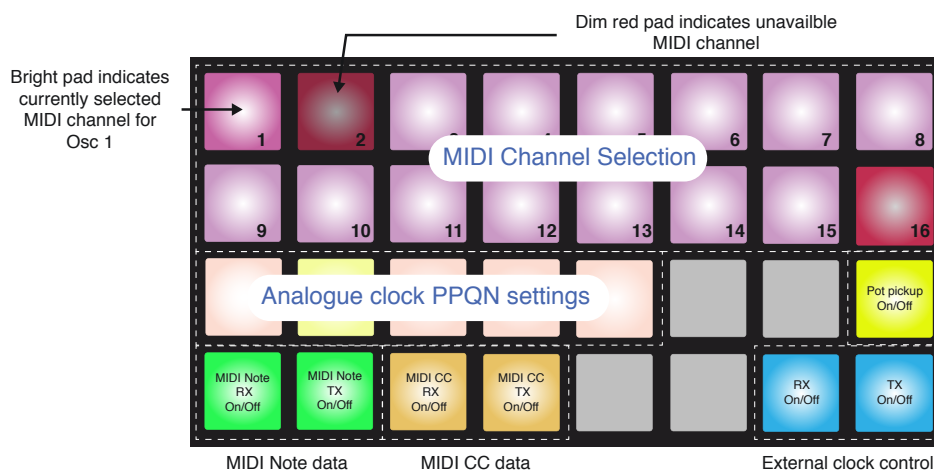 Dim red pad indicates unavailble
MIDI channel
Bright pad indicates
currently selected
MIDI channel for
Osc 1
1
2
6
7
8
MIDI Channel Selection
9
10
11
12
13
14
15
16
Analogue clock PPQN settings
Pot pickup
On/Off
MIDI Note
RX
On/Off
MIDI Note
TX
On/Off
MIDI CC
RX
On/Off
MIDI CC
TX
On/Off
RX
On/Off
TX
On/Off
MIDI Note data
MIDI CC data
External clock control